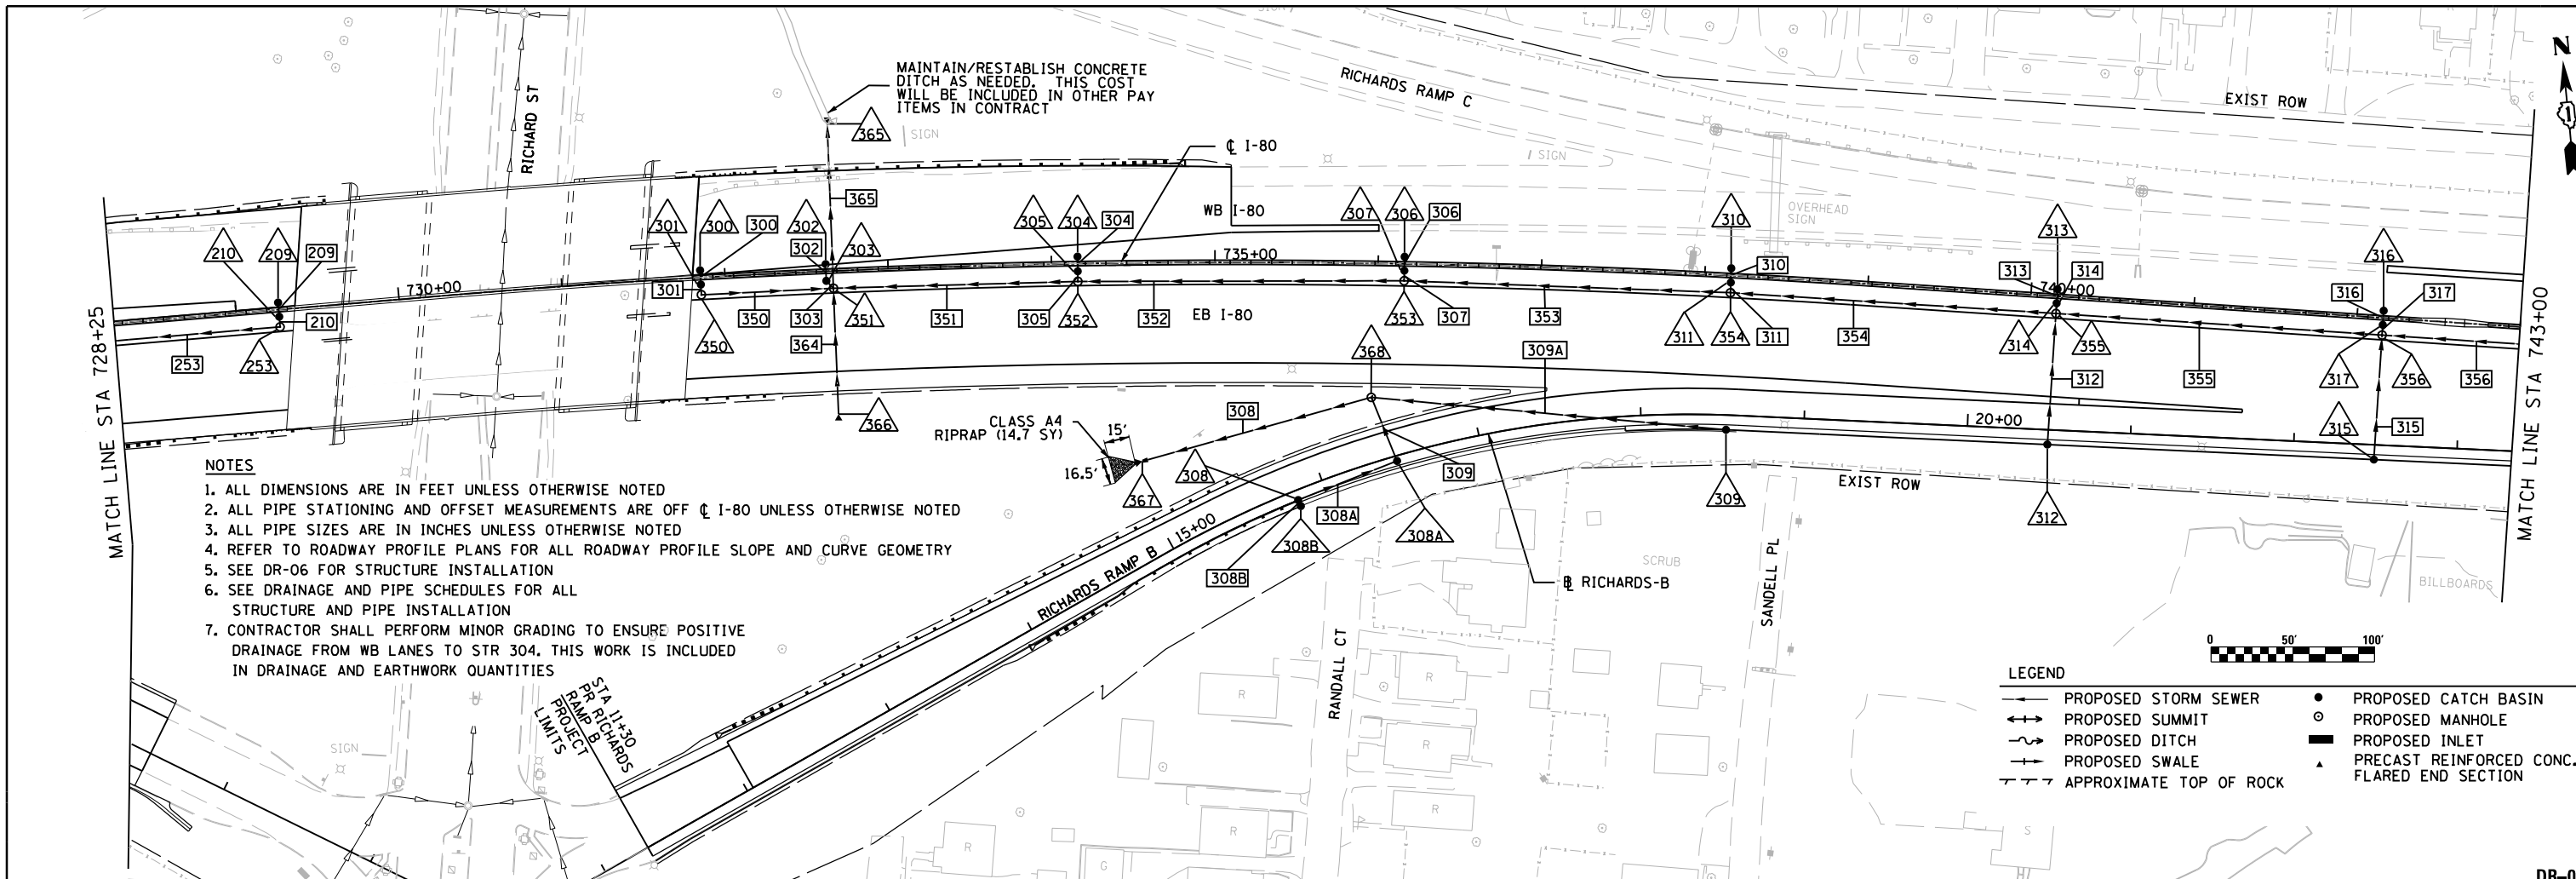 MAINTAIN/RESTABLISH CONCRETE
DITCH AS NEEDED.  THIS COST
WILL BE INCLUDED IN OTHER PAY
ITEMS IN CONTRACT
365
SIGN
RICHARD ST
RICHARDS RAMP C
EXIST ROW
N
℄ I-80
SIGN
WB I-80
OVERHEAD
SIGN
365
210
209
209
301
300
300
302
302
303
305
304
304
307
306
306
310
310
313
313
314
316
316
317
730+00
735+00
740+00
301
210
253
253
350
350
303
351
364
351
305
352
352
EB I-80
353
307
353
311
354
311
354
314
355
312
355
317
356
356
MATCH LINE STA 728+25
MATCH LINE STA 743+00
366
368
309A
308
CLASS A4
RIPRAP (14.7 SY)
15'
16.5'
367
308
309
308A
308A
308B
308B
309
312
315
315
20+00
EXIST ROW
15+00
RICHARDS RAMP B
℄ RICHARDS-B
SCRUB
SANDELL PL
RANDALL CT
BILLBOARDS
NOTES
1. ALL DIMENSIONS ARE IN FEET UNLESS OTHERWISE NOTED
2. ALL PIPE STATIONING AND OFFSET MEASUREMENTS ARE OFF ℄ I-80 UNLESS OTHERWISE NOTED
3. ALL PIPE SIZES ARE IN INCHES UNLESS OTHERWISE NOTED
4. REFER TO ROADWAY PROFILE PLANS FOR ALL ROADWAY PROFILE SLOPE AND CURVE GEOMETRY
5. SEE DR-06 FOR STRUCTURE INSTALLATION
6. SEE DRAINAGE AND PIPE SCHEDULES FOR ALL
STRUCTURE AND PIPE INSTALLATION
7. CONTRACTOR SHALL PERFORM MINOR GRADING TO ENSURE POSITIVE
DRAINAGE FROM WB LANES TO STR 304. THIS WORK IS INCLUDED
IN DRAINAGE AND EARTHWORK QUANTITIES
STA 11+30
PR RICHARDS
RAMP B
PROJECT
LIMITS
SIGN
R
R
R
R
R
R
G
S
0
50'
100'
LEGEND
PROPOSED STORM SEWER
PROPOSED SUMMIT
PROPOSED DITCH
PROPOSED SWALE
APPROXIMATE TOP OF ROCK
PROPOSED CATCH BASIN
PROPOSED MANHOLE
PROPOSED INLET
PRECAST REINFORCED CONC.
FLARED END SECTION